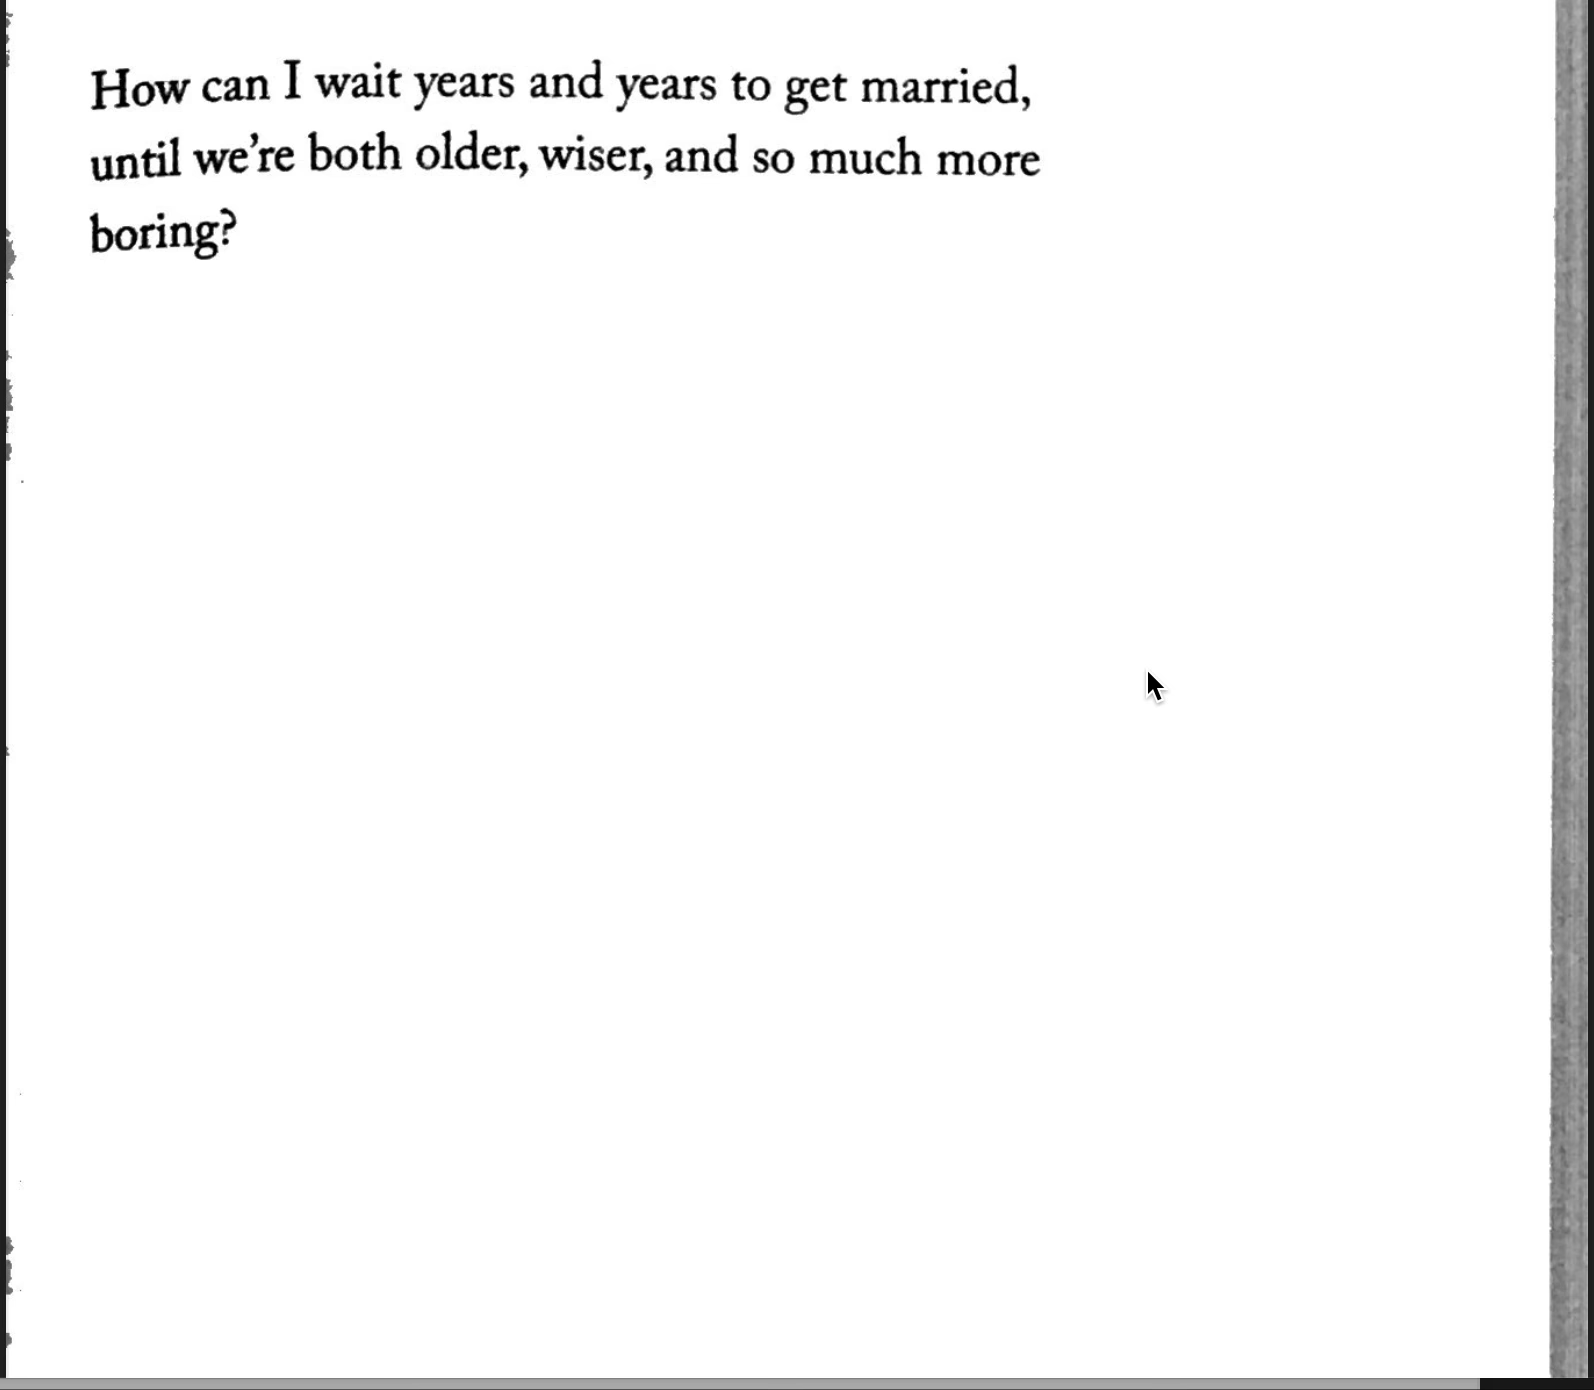 How can I wait years and years to get married,
until we're both older, wiser, and so much more
boring?